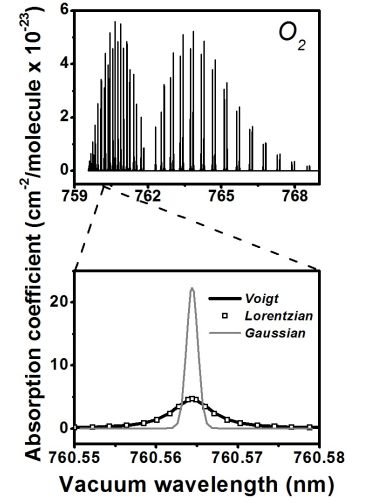 6
4
2
0
O2
759
762
765
768
Absorption coefficient (cm-2/molecule x 10-23)
20
10
0
Voigt
Lorentzian
Gaussian
760.55
760.56
760.57
760.58
Vacuum wavelength (nm)